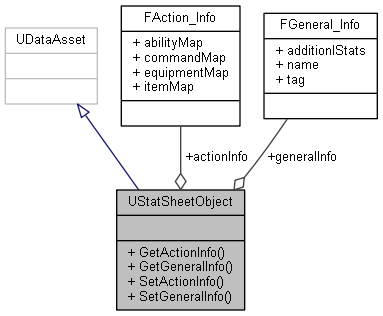 UDataAsset
FAction_Info
+ abilityMap
+ commandMap
+ equipmentMap
+ itemMap
FGeneral_Info
+ additionlStats
+ name
+ tag
+actionInfo
+generalInfo
UStatSheetObject
+ GetActionInfo()
+ GetGeneralInfo()
+ SetActionInfo()
+ SetGeneralInfo()